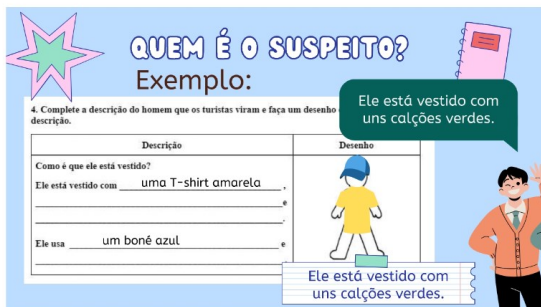 QUEM É O SUSPEITO?
Exemplo:
4. Complete a descrição do homem que os turistas viram e faça um desenho
descrição.
Ele está vestido com
uns calções verdes.
Descrição
Desenho
Como é que ele está vestido?
Ele está vestido com uma T-shirt amarela ,
e
.
Ele usa um boné azul e
Ele está vestido com
uns calções verdes.